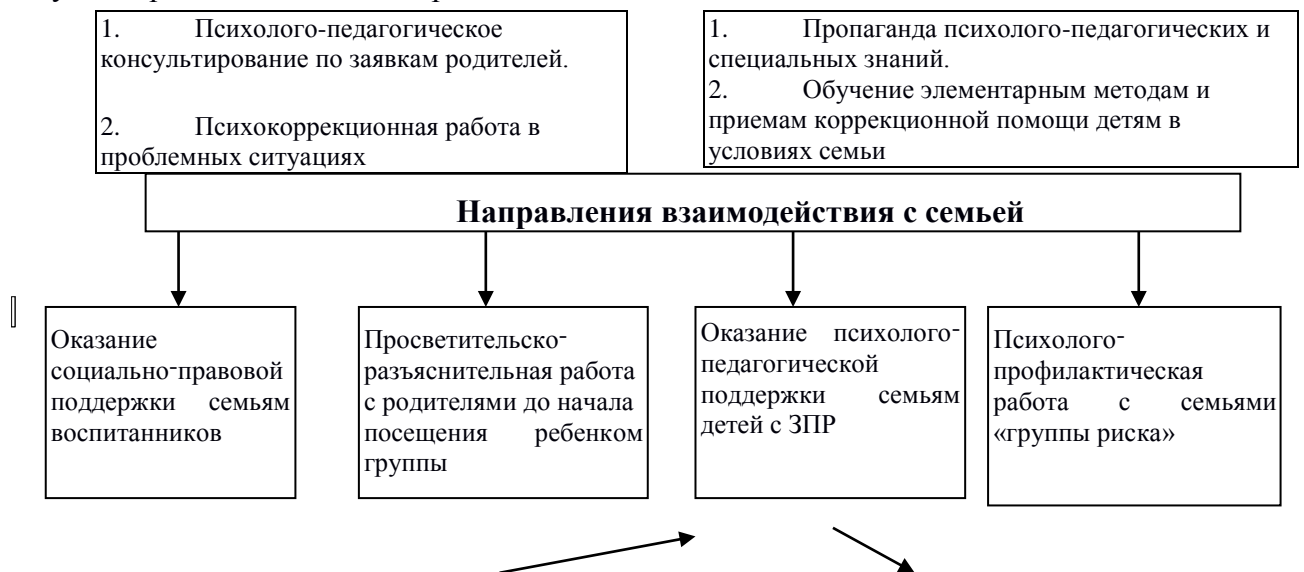 1. Психолого-педагогическое
консультирование по заявкам родителей.
2. Психокоррекционная работа в
проблемных ситуациях
1. Пропаганда психолого-педагогических и
специальных знаний.
2. Обучение элементарным методам и
приемам коррекционной помощи детям в
условиях семьи
Направления взаимодействия с семьей
Оказание
социально-правовой
поддержки семьям
воспитанников
Просветительско-
разъяснительная работа
с родителями до начала
посещения ребенком
группы
Оказание психолого-
педагогической
поддержки семьям
детей с ЗПР
Психолого-
профилактическая
работа с семьями
«группы риска»